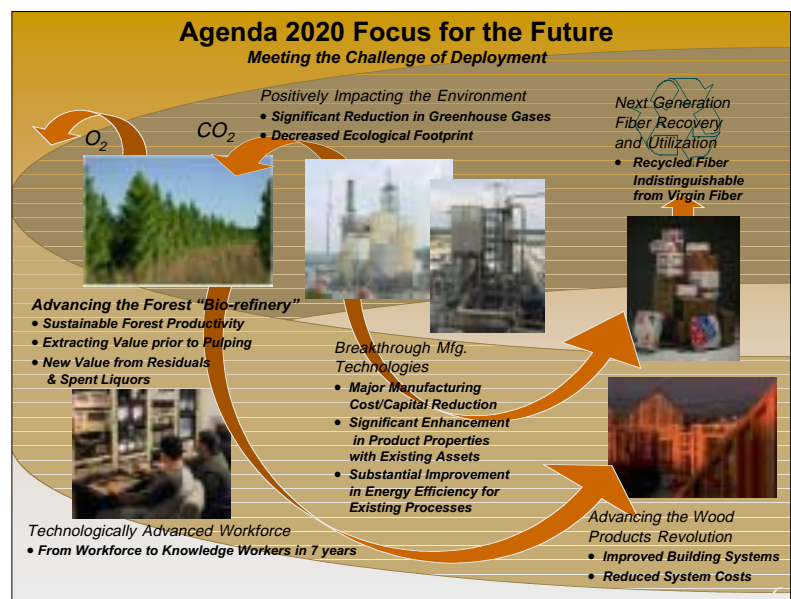 Agenda 2020 Focus for the Future
Meeting the Challenge of Deployment
Positively Impacting the Environment
• Significant Reduction in Greenhouse Gases
• Decreased Ecological Footprint
O2
CO2
Next Generation
Fiber Recovery
and Utilization
• Recycled Fiber
Indistinguishable
from Virgin Fiber
Advancing the Forest “Bio-refinery”
• Sustainable Forest Productivity
• Extracting Value prior to Pulping
• New Value from Residuals
& Spent Liquors
Breakthrough Mfg.
Technologies
• Major Manufacturing
Cost/Capital Reduction
• Significant Enhancement
in Product Properties
with Existing Assets
• Substantial Improvement
in Energy Efficiency for
Existing Processes
Technologically Advanced Workforce
• From Workforce to Knowledge Workers in 7 years
Advancing the Wood
Products Revolution
• Improved Building Systems
• Reduced System Costs